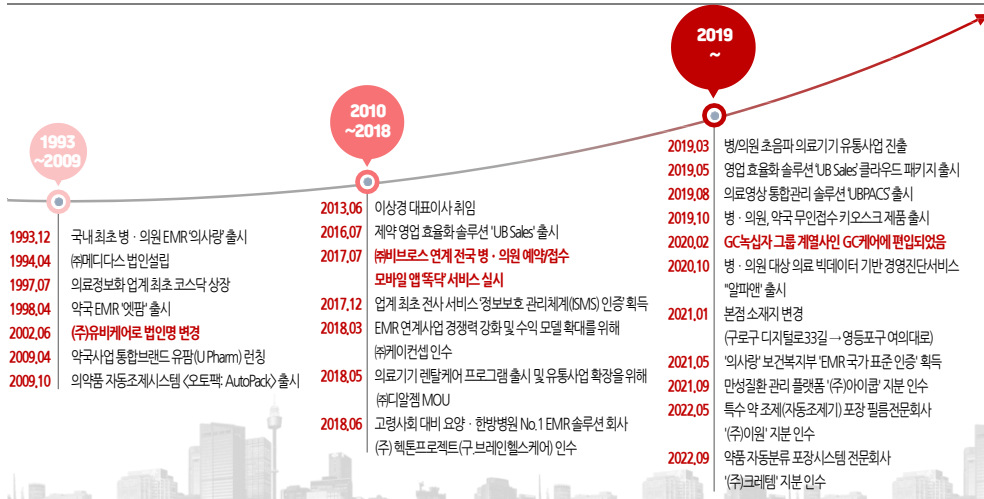 1993
~2009
1993,12 국내 최초 병 · 의원 EMR '의사랑' 출시
1994.04 ㈜메디다스 법인설립
1997.07 의료정보화 업계 최초 코스닥 상장
1998.04 약국 EMR '엣팜' 출시
2002.06 (주)유비케어로 법인명 변경
2009.04 약국사업 통합브랜드 유팜(U Pharm) 런칭
2009.10 의약품 자동조제시스템 <오토팩: AutoPack> 출시
2010
~2018
2013.06 이상경 대표이사 취임
2016.07 제약 영업 효율화 솔루션 'UB Sales' 출시
2017.07 ㈜비브로스 연계 전국 병 · 의원 예약/접수
모바일 앱 '똑닥' 서비스 실시
2017.12 업계 최초 전사 서비스 '정보보호 관리체계(ISMS) 인증' 획득
2018.03 EMR 연계사업 경쟁력 강화 및 수익 모델 확대를 위해
㈜케이컨셉 인수
2018.05 의료기기 렌탈케어 프로그램 출시 및 유통사업 확장을 위해
㈜디알젬 MOU
2018.06 고령사회 대비 요양 · 한방병원 No.1 EMR 솔루션 회사
(주) 헥톤프로젝트(구.브레인헬스케어) 인수
2019
~
2019.03 병/의원 초음파 의료기기 유통사업 진출
2019.05 영업 효율화 솔루션 'UB Sales' 클라우드 패키지 출시
2019.08 의료영상 통합관리 솔루션 'UBPACS' 출시
2019.10 병 · 의원, 약국 무인접수 키오스크 제품 출시
2020.02 GC녹십자 그룹 계열사인 GC케어에 편입되었음
2020.10 병 · 의원 대상 의료 빅데이터 기반 경영진단서비스
"알파앤' 출시
2021.01 본점 소재지 변경
(구로구 디지털로33길 → 영등포구 여의대로)
2021.05 '의사랑' 보건복지부 'EMR 국가 표준 인증' 획득
2021.09 만성질환 관리 플랫폼 '(주)아이쿱' 지분 인수
2022.05 특수 약 조제(자동조제기) 포장 필름전문회사
'(주)이원' 지분 인수
2022.09 약품 자동분류 포장시스템 전문회사
'(주)크레템' 지분 인수